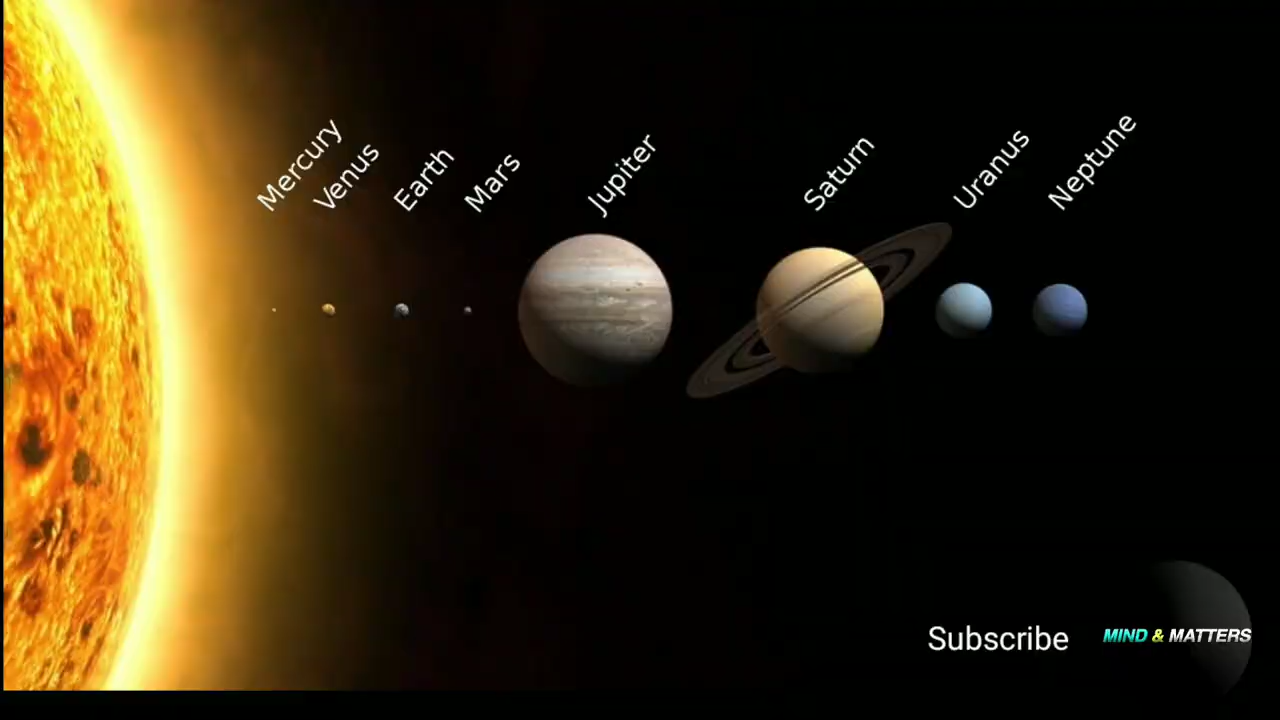 Mercury
Venus
Earth
Mars
Jupiter
Saturn
Uranus
Neptune
Subscribe
MIND & MATTERS